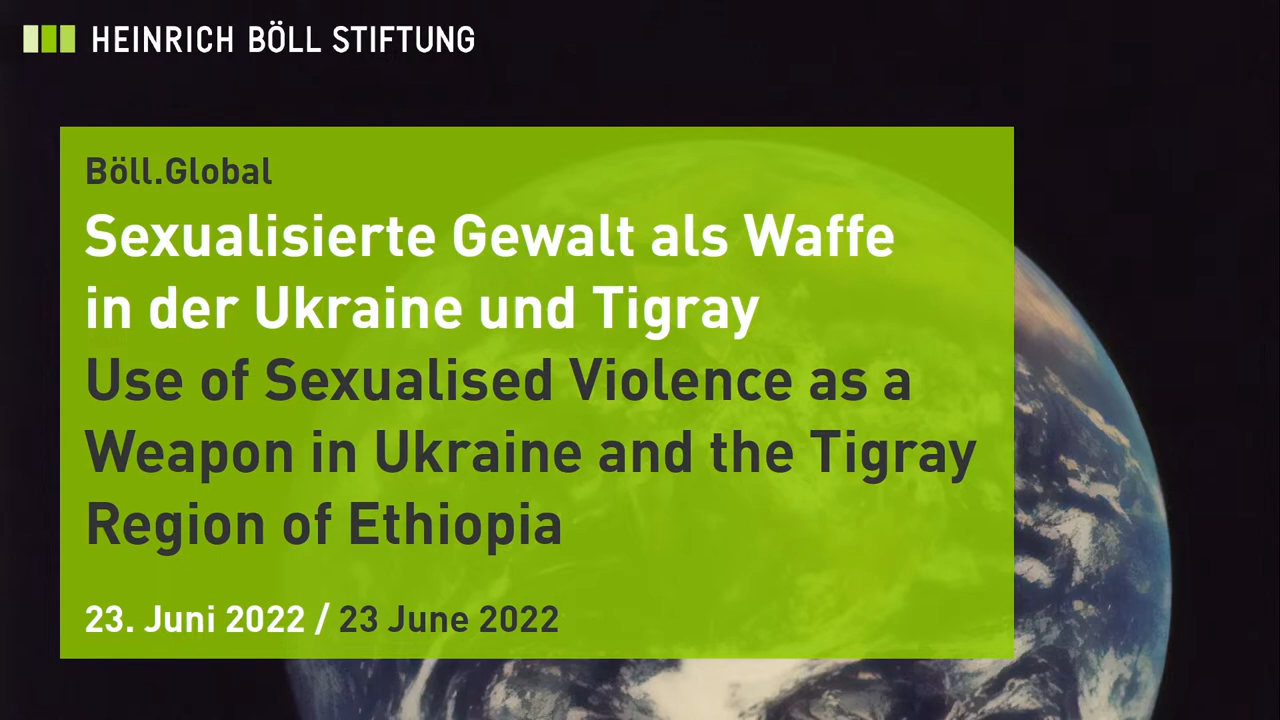 HEINRICH BÖLL STIFTUNG
Böll.Global
Sexualisierte Gewalt als Waffe
in der Ukraine und Tigray
Use of Sexualised Violence as a
Weapon in Ukraine and the Tigray
Region of Ethiopia
23. Juni 2022 / 23 June 2022